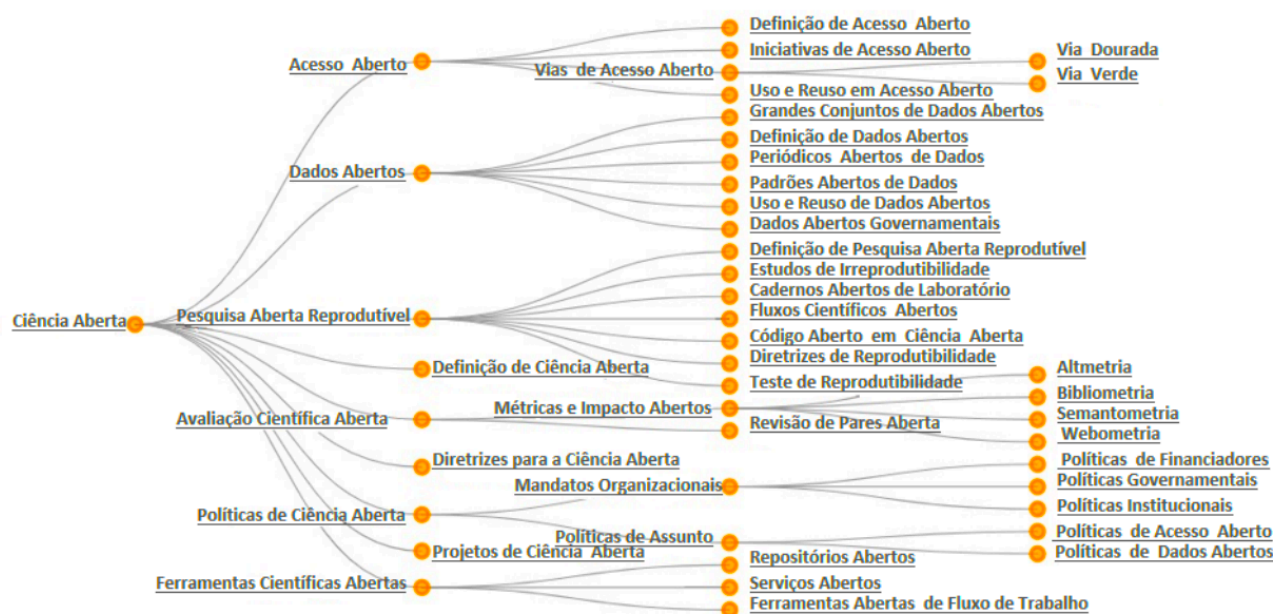 Definição de Acesso Aberto
Iniciativas de Acesso Aberto
Via Dourada
Acesso Aberto
Vias de Acesso Aberto
Via Verde
Uso e Reuso em Acesso Aberto
Grandes Conjuntos de Dados Abertos
Definição de Dados Abertos
Periódicos Abertos de Dados
Dados Abertos
Padrões Abertos de Dados
Uso e Reuso de Dados Abertos
Dados Abertos Governamentais
Definição de Pesquisa Aberta Reprodutível
Estudos de Irreprodutibilidade
Cadernos Abertos de Laboratório
Ciência Aberta
Pesquisa Aberta Reprodutível
Fluxos Científicos Abertos
Código Aberto em Ciência Aberta
Diretrizes de Reprodutibilidade
Definição de Ciência Aberta
Teste de Reprodutibilidade
Altmetria
Bibliometria
Avaliação Científica Aberta
Métricas e Impacto Abertos
Semantometria
Revisão de Pares Aberta
Webometria
Diretrizes para a Ciência Aberta
Políticas de Financiadores
Mandatos Organizacionais
Políticas Governamentais
Políticas Institucionais
Políticas de Ciência Aberta
Políticas de Assunto
Políticas de Acesso Aberto
Projetos de Ciência Aberta
Repositórios Abertos
Políticas de Dados Abertos
Ferramentas Científicas Abertas
Serviços Abertos
Ferramentas Abertas de Fluxo de Trabalho